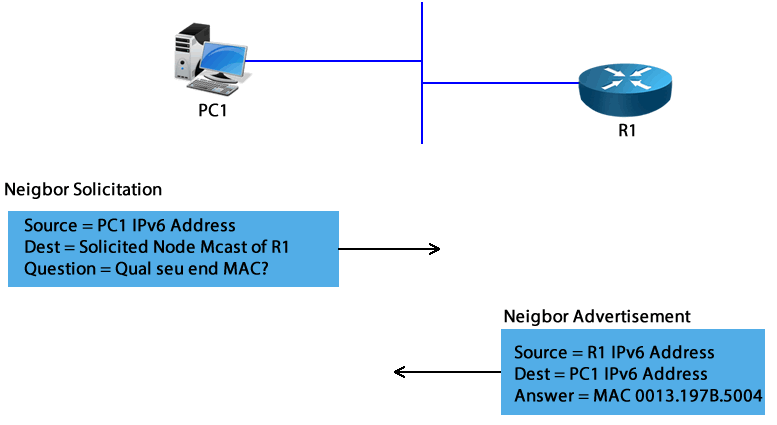 PC1
R1
Neigbor Solicitation
Source = PC1 IPv6 Address
Dest = Solicited Node Mcast of R1
Question = Qual seu end MAC?
Neigbor Advertisement
Source = R1 IPv6 Address
Dest = PC1 IPv6 Address
Answer = MAC 0013.197B.5004